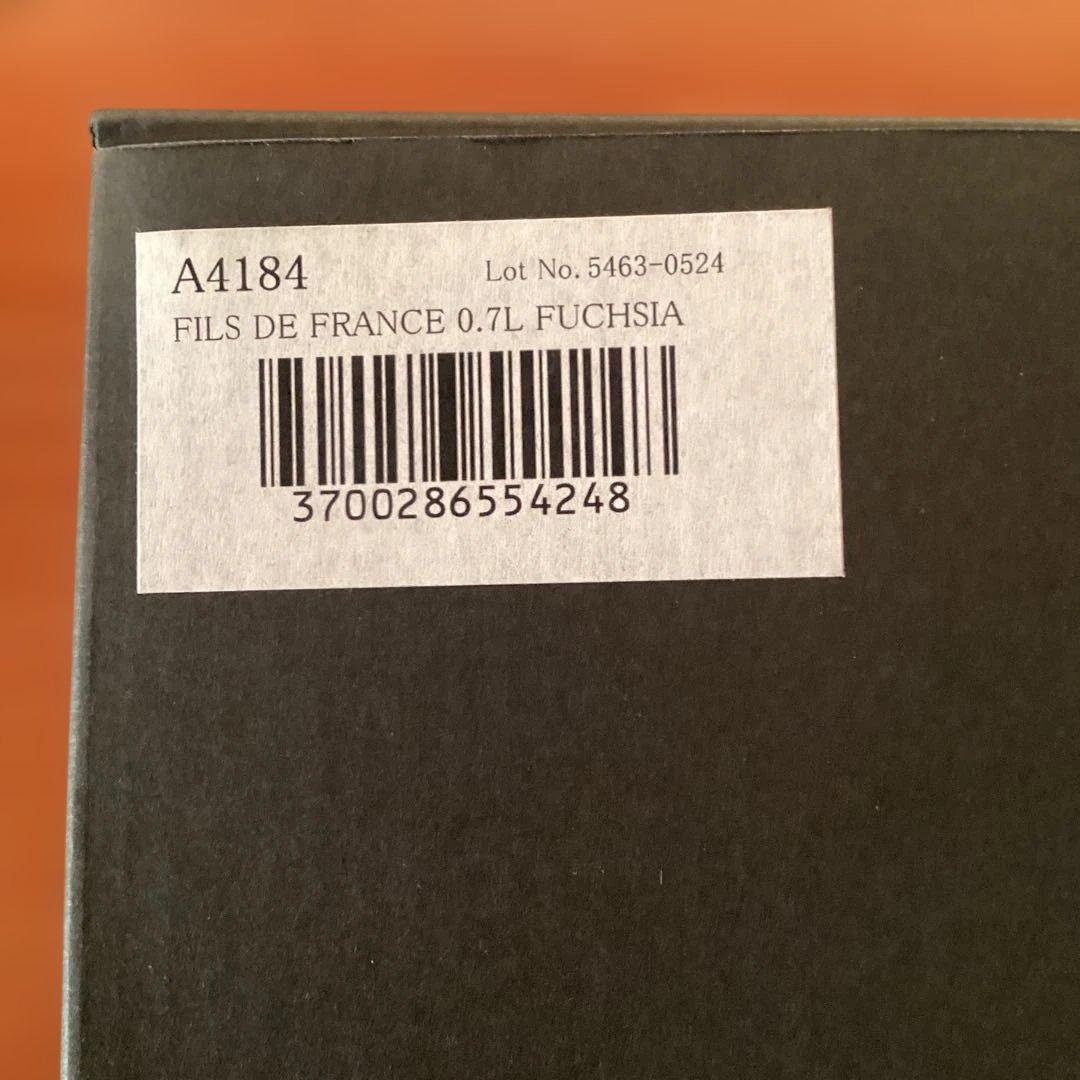 A4184 Lot No. 5463-0524
FILS DE FRANCE 0.7L FUCHSIA
3700286554248